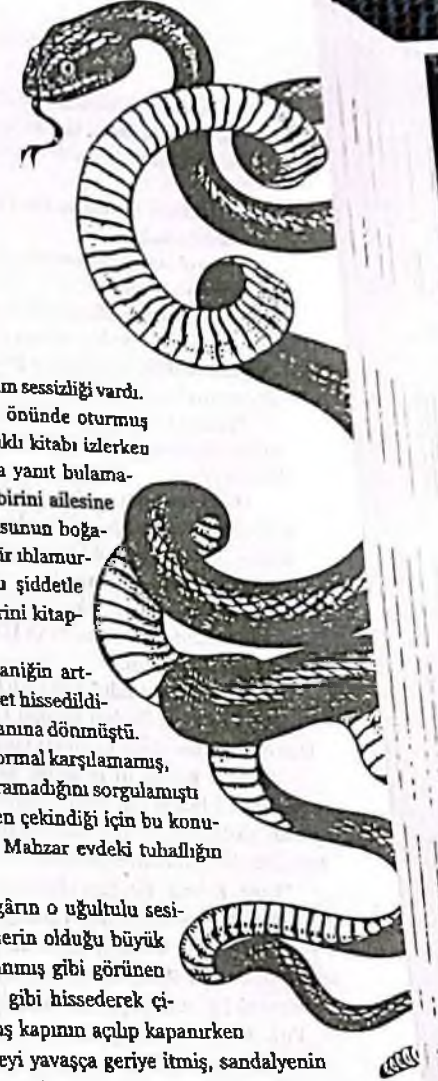 m sessizliği vardı.
önünde oturmuş
klı kitabı izlerken
a yanıt bulama-
birini ailesine
sunun boğa-
ir ıhlamur-
u şiddetle
rini kitap-
aniğin art-
et hissedildi-
anına dönmüştü.
ormal karşılamamış,
ramadığını sorgulamıştı
en çekindiği için bu konu-
Mahzar evdeki tuhaflığın
gârın o uğultulu sesi-
serin olduğu büyük
anmış gibi görünen
gibi hissederek çi-
ış kapının açılıp kapanırken
eyi yavaşça geriye itmiş, sandalyenin